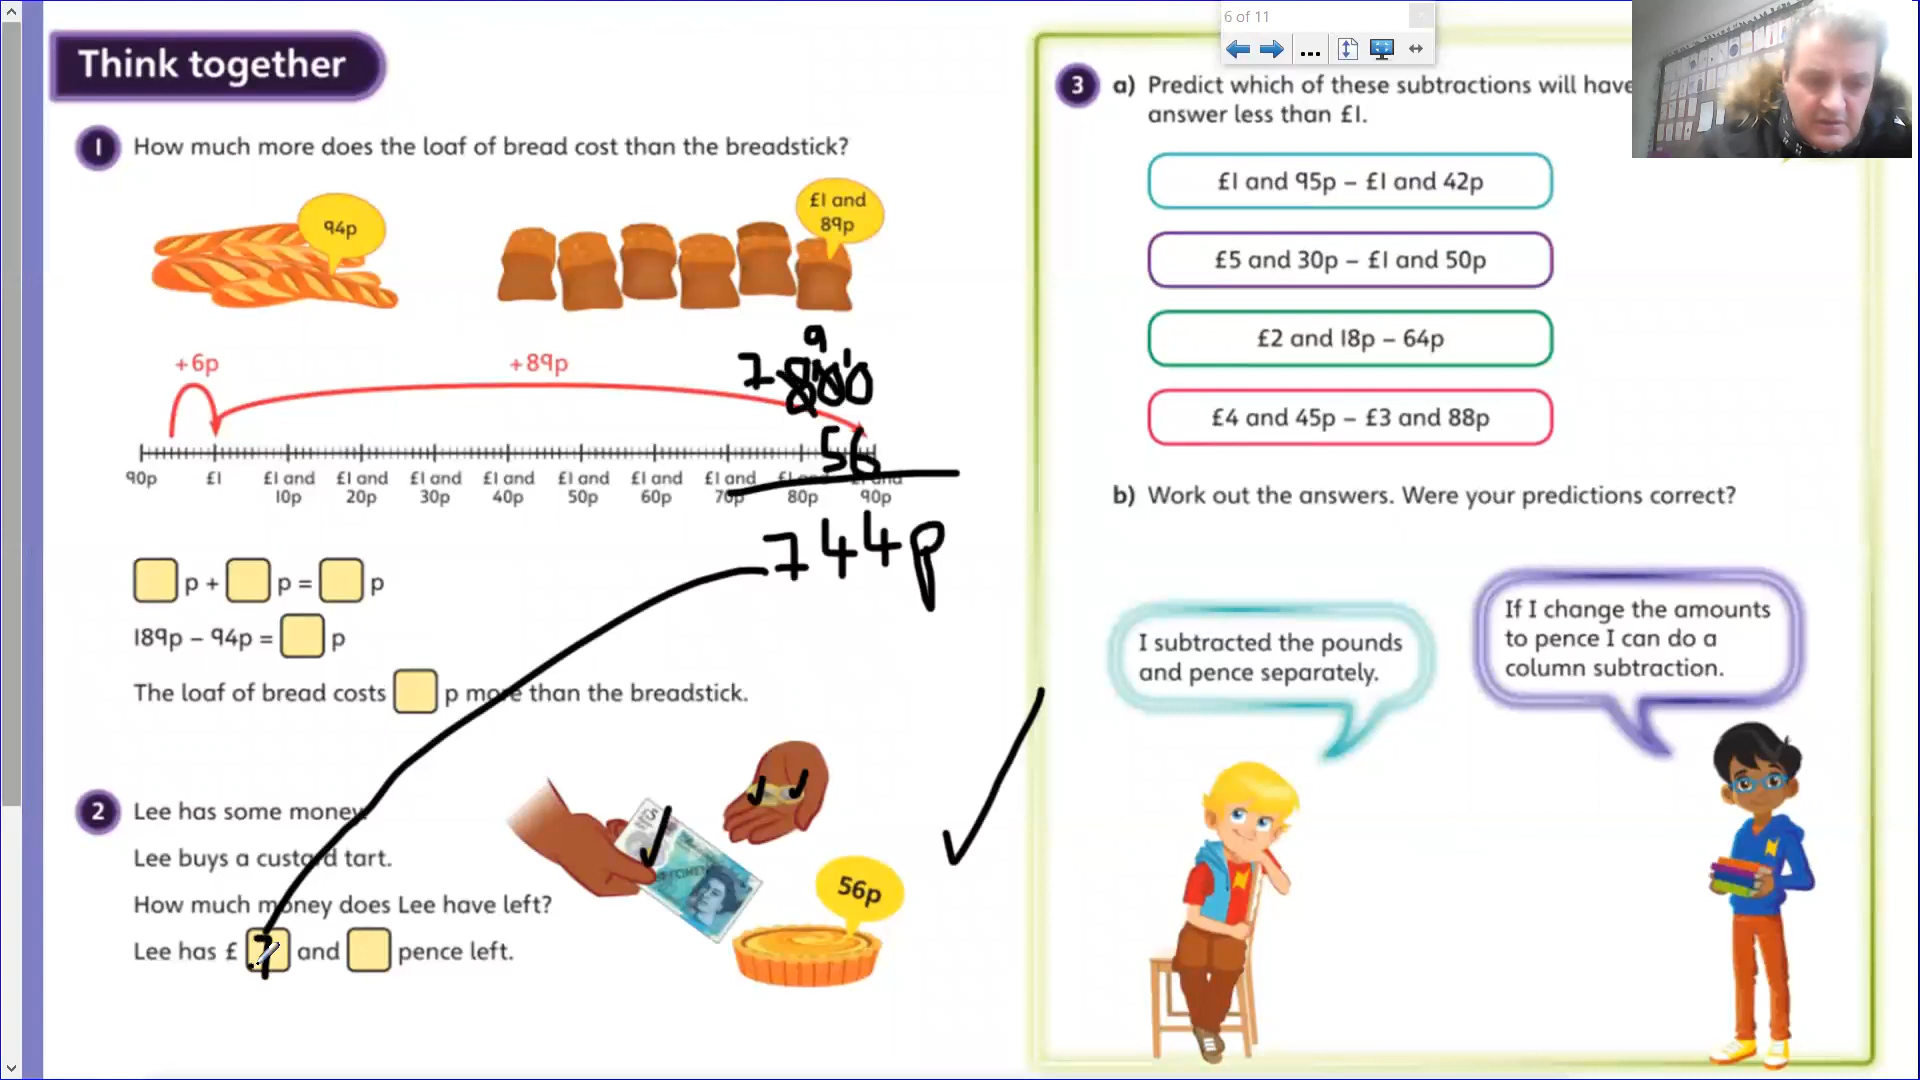 6 of 11
Think together
1 How much more does the loaf of bread cost than the breadstick?
94p
£1 and
89p
+6p
+89p
9
7 8 10 10
56
744p
90p £1 £1 and 10p £1 and 20p £1 and 30p £1 and 40p £1 and 50p £1 and 60p £1 and 70p 80p 90p
p + p = p
189p – 94p = p
The loaf of bread costs p more than the breadstick.
2 Lee has some money.
Lee buys a custard tart.
How much money does Lee have left?
Lee has £ 7 and pence left.
56p
3 a) Predict which of these subtractions will have
answer less than £1.
£1 and 95p – £1 and 42p
£5 and 30p – £1 and 50p
£2 and 18p – 64p
£4 and 45p – £3 and 88p
b) Work out the answers. Were your predictions correct?
I subtracted the pounds
and pence separately.
If I change the amounts
to pence I can do a
column subtraction.